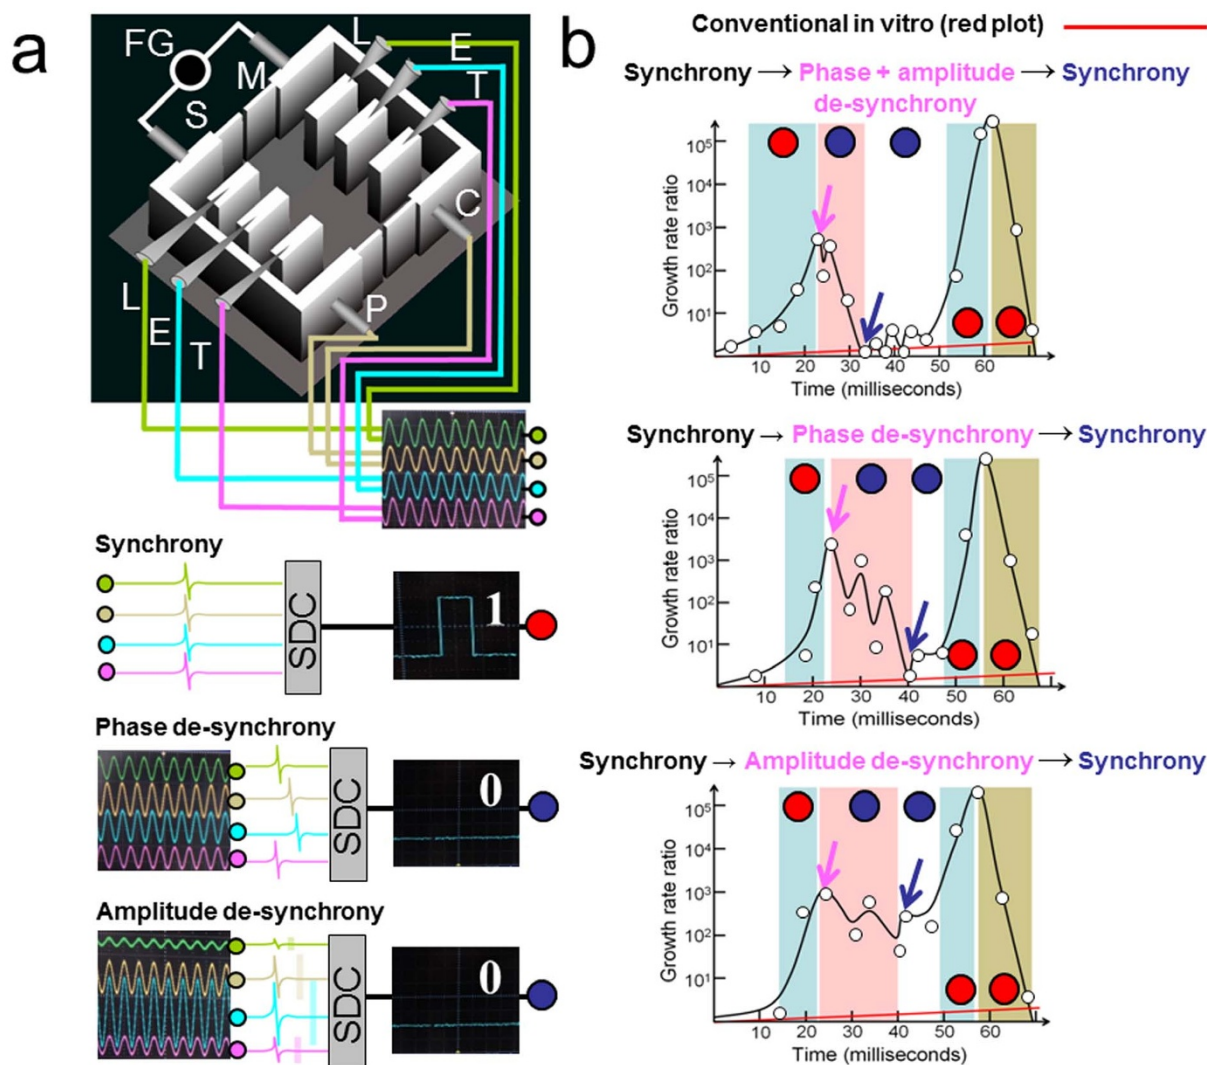 a
FG
S
M
L
E
T
C
P
L
E
T
Synchrony
SDC
1
Phase de-synchrony
SDC
0
Amplitude de-synchrony
SDC
0
b
Conventional in vitro (red plot)
Synchrony → Phase + amplitude → Synchrony
de-synchrony)
Growth rate ratio
10⁵
10⁴
10³
10²
10¹
10 20 30 40 50 60
Time (milliseconds)
Synchrony → Phase de-synchrony) → Synchrony
Growth rate ratio
10⁵
10⁴
10³
10²
10¹
10 20 30 40 50 60
Time (milliseconds)
Synchrony → Amplitude de-synchrony) → Synchrony
Growth rate ratio
10⁵
10⁴
10³
10²
10¹
10 20 30 40 50 60
Time (milliseconds)